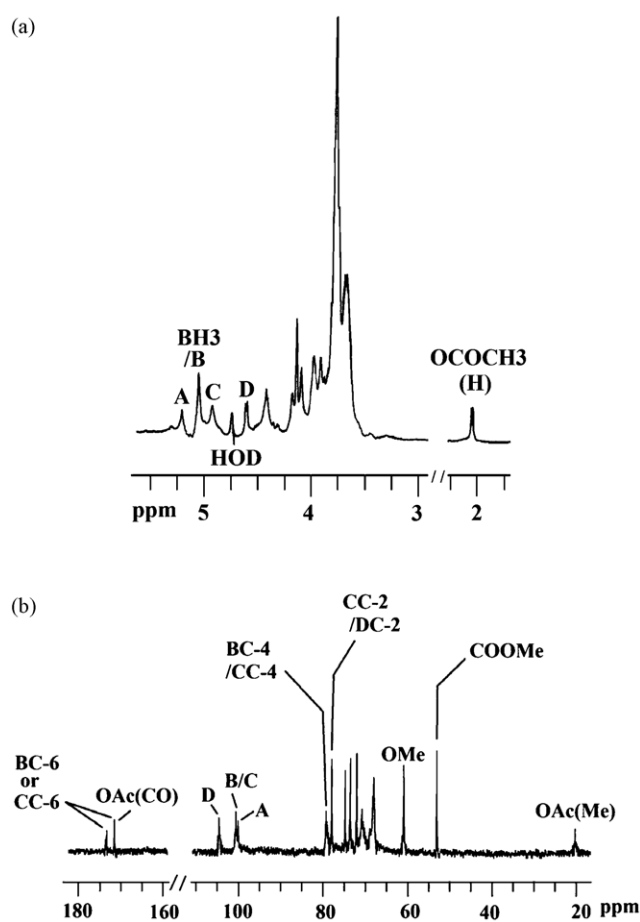 (a)
BH3
/B
A
C
D
HOD
OCOCH3
(H)
ppm 5 4 3 2
(b)
CC-2
/DC-2
BC-4
/CC-4
COOMe
BC-6
or
CC-6
OAc(CO)
D
B/C
A
OMe
OAc(Me)
180 160 100 80 60 40 20 ppm